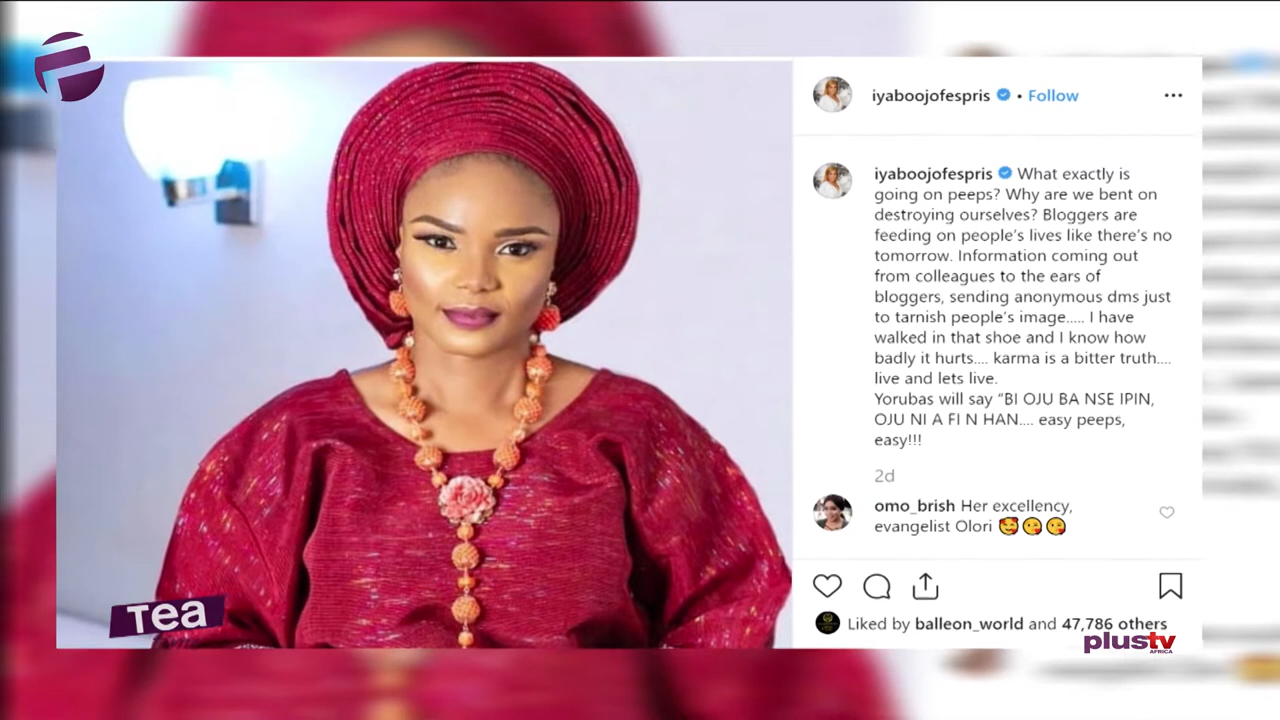 iyaboojofespris • Follow
iyaboojofespris What exactly is
going on peeps? Why are we bent on
destroying ourselves? Bloggers are
feeding on people's lives like there's no
tomorrow. Information coming out
from colleagues to the ears of
bloggers, sending anonymous dms just
to tarnish people's image..... I have
walked in that shoe and I know how
badly it hurts.... karma is a bitter truth....
live and lets live.
Yorubas will say “BI OJU BA NSE IPIN,
OJU NI A FI N HAN.... easy peeps,
easy!!!
2d
omo_brish Her excellency,
evangelist Olori 🥰😘😘
Liked by balleon_world and 47,786 others
Tea
plustv
AFRICA